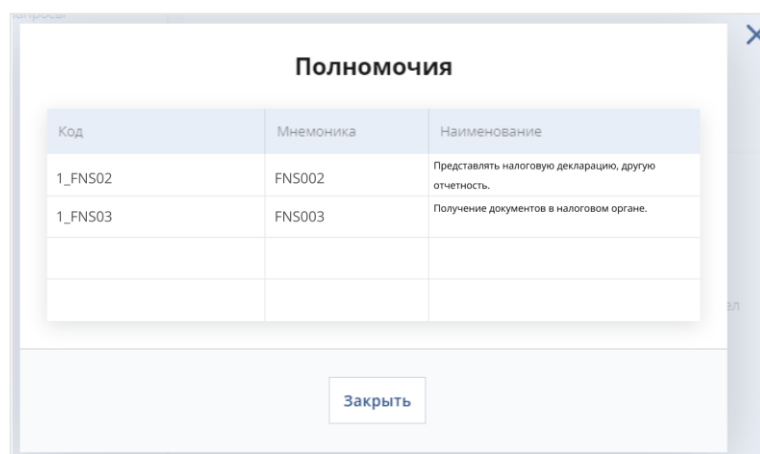 Полномочия
Код Мнемоника Наименование
1_FNS02 FNS002 Представлять налоговую декларацию, другую
отчетность.
1_FNS03 FNS003 Получение документов в налоговом органе.
Закрыть